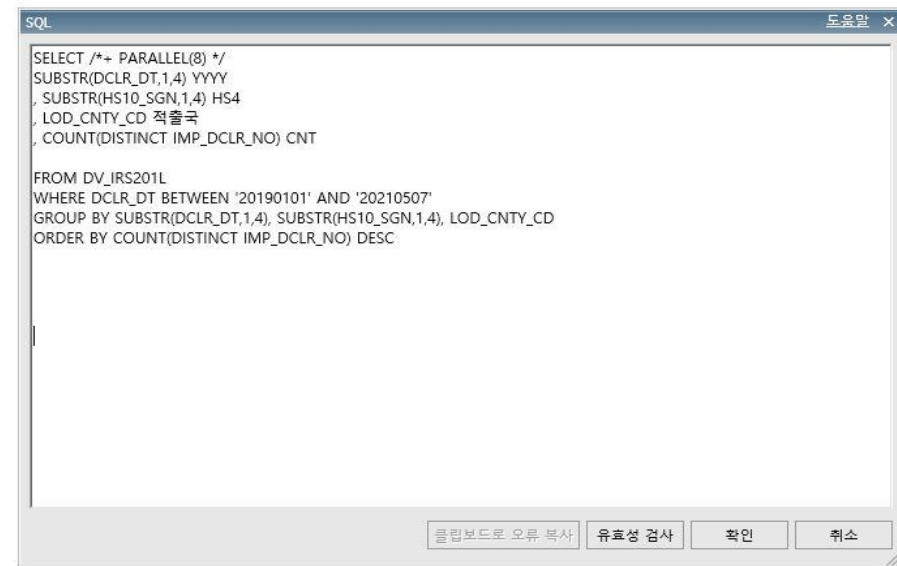 SQL 도움말 ×
SELECT /*+ PARALLEL(8) */
SUBSTR(DCLR_DT,1,4) YYYY
, SUBSTR(HS10_SGN,1,4) HS4
, LOD_CNTY_CD 적출국
, COUNT(DISTINCT IMP_DCLR_NO) CNT
FROM DV_IRS201L
WHERE DCLR_DT BETWEEN '20190101' AND '20210507'
GROUP BY SUBSTR(DCLR_DT,1,4), SUBSTR(HS10_SGN,1,4), LOD_CNTY_CD
ORDER BY COUNT(DISTINCT IMP_DCLR_NO) DESC
클립보드로 오류 복사 유효성 검사 확인 취소